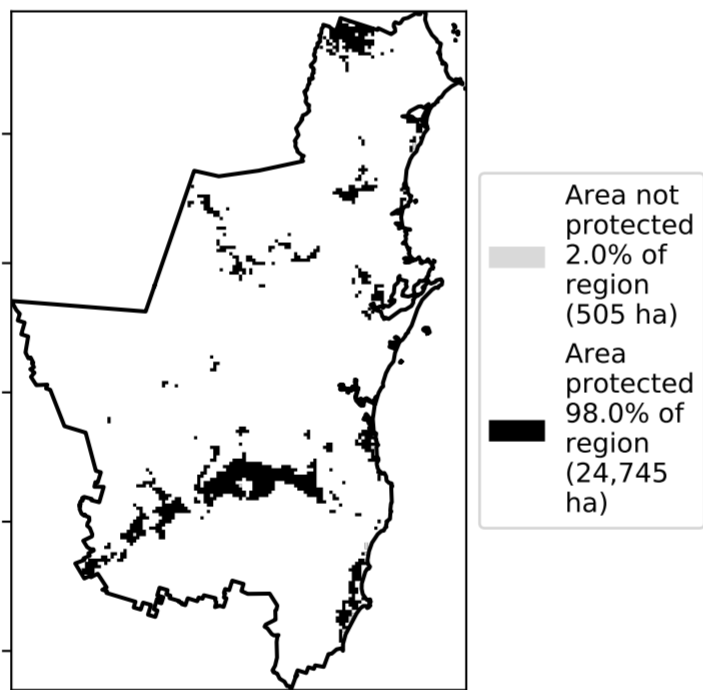 Area not
protected
2.0% of
region
(505 ha)
Area
protected
98.0% of
region
(24,745
ha)